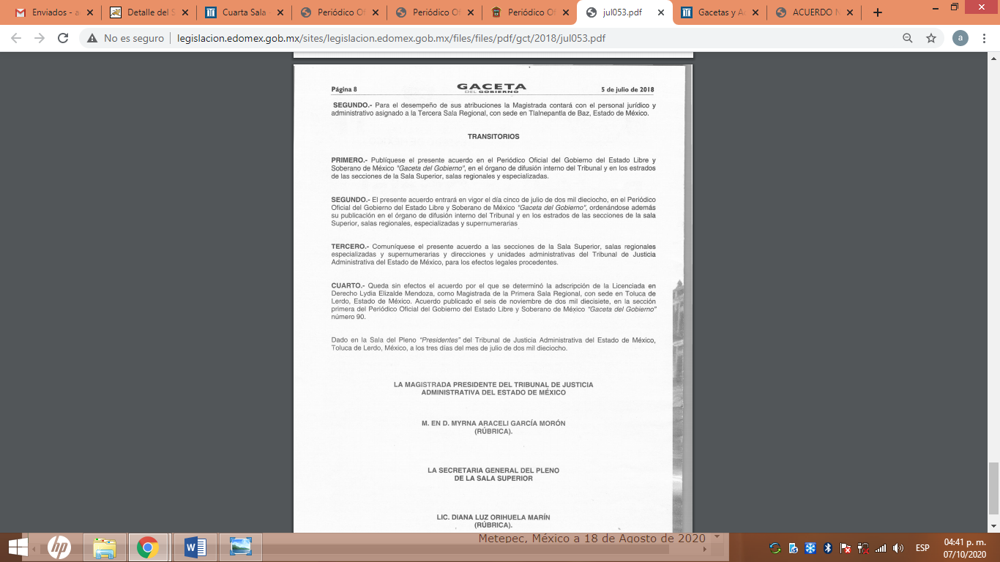 Enviados - a
Detalle del S
Cuarta Sala
Periódico Of
Periódico Of
Periódico Of
jul053.pdf
Gacetas y A
ACUERDO N
No es seguro
legislacion.edomex.gob.mx/sites/legislacion.edomex.gob.mx/files/files/pdf/gct/2018/jul053.pdf
a
Página 8
GACETA
DEL GOBIERNO
5 de julio de 2018
SEGUNDO.- Para el desempeño de sus atribuciones la Magistrada contará con el personal jurídico y
administrativo asignado a la Tercera Sala Regional, con sede en Tlalnepantla de Baz, Estado de México.
TRANSITORIOS
PRIMERO.- Publíquese el presente acuerdo en el Periódico Oficial del Gobierno del Estado Libre y
Soberano de México "Gaceta del Gobierno", en el órgano de difusión interno del Tribunal y en los estrados
de las secciones de la Sala Superior, salas regionales y especializadas.
SEGUNDO.- El presente acuerdo entrará en vigor el día cinco de julio de dos mil dieciocho, en el Periódico
Oficial del Gobierno del Estado Libre y Soberano de México "Gaceta del Gobierno", ordenándose además
su publicación en el órgano de difusión interno del Tribunal y en los estrados de las secciones de la sala
Superior, salas regionales, especializadas y supernumerarias
TERCERO.- Comuníquese el presente acuerdo a las secciones de la Sala Superior, salas regionales
especializadas y supernumerarias y direcciones y unidades administrativas del Tribunal de Justicia
Administrativa del Estado de México, para los efectos legales procedentes.
CUARTO.- Queda sin efectos el acuerdo por el que se determinó la adscripción de la Licenciada en
Derecho Lydia Elizalde Mendoza, como Magistrada de la Primera Sala Regional, con sede en Toluca de
Lerdo, Estado de México. Acuerdo publicado el seis de noviembre de dos mil diecisiete, en la sección
primera del Periódico Oficial del Gobierno del Estado Libre y Soberano de México "Gaceta del Gobierno"
número 90.
Dado en la Sala del Pleno "Presidentes" del Tribunal de Justicia Administrativa del Estado de México,
Toluca de Lerdo, México, a los tres días del mes de julio de dos mil dieciocho.
LA MAGISTRADA PRESIDENTE DEL TRIBUNAL DE JUSTICIA
ADMINISTRATIVA DEL ESTADO DE MÉXICO
M. EN D. MYRNA ARACELI GARCÍA MORÓN
(RÚBRICA).
LA SECRETARIA GENERAL DEL PLENO
DE LA SALA SUPERIOR
LIC. DIANA LUZ ORIHUELA MARÍN
(RÚBRICA).
Metepec, México a 18 de Agosto de 2020
hp
ESP
04:41 p. m.
07/10/2020